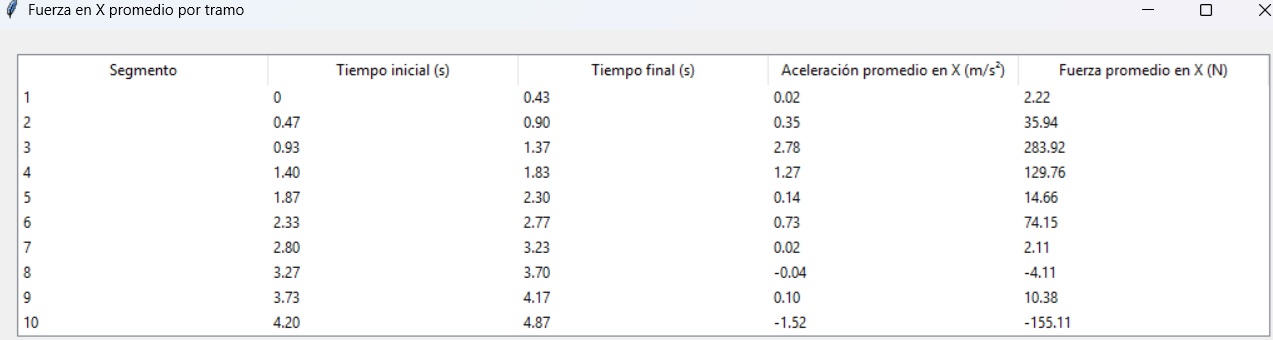 Fuerza en X promedio por tramo
Segmento Tiempo inicial (s) Tiempo final (s) Aceleración promedio en X (m/s²) Fuerza promedio en X (N)
1 0 0.43 0.02 2.22
2 0.47 0.90 0.35 35.94
3 0.93 1.37 2.78 283.92
4 1.40 1.83 1.27 129.76
5 1.87 2.30 0.14 14.66
6 2.33 2.77 0.73 74.15
7 2.80 3.23 0.02 2.11
8 3.27 3.70 -0.04 -4.11
9 3.73 4.17 0.10 10.38
10 4.20 4.87 -1.52 -155.11